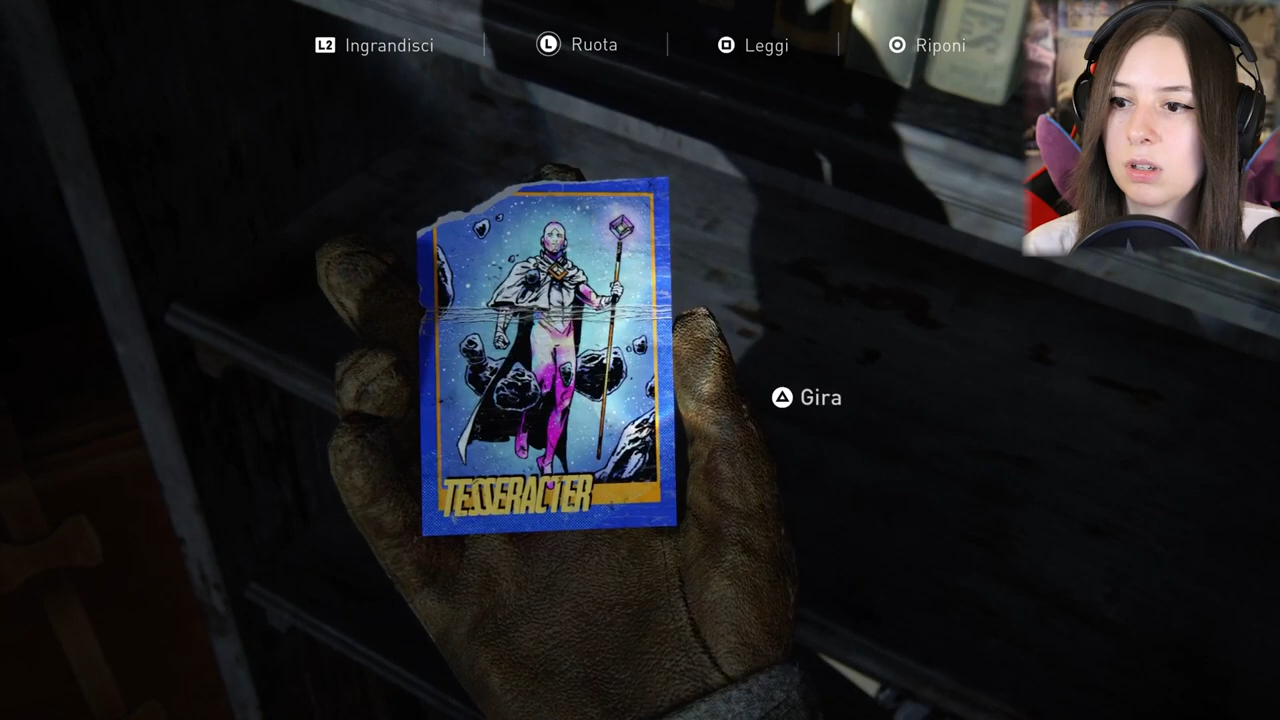 L2 Ingrandisci
L Ruota
Leggi
Riponi
Gira
TESSERACTER